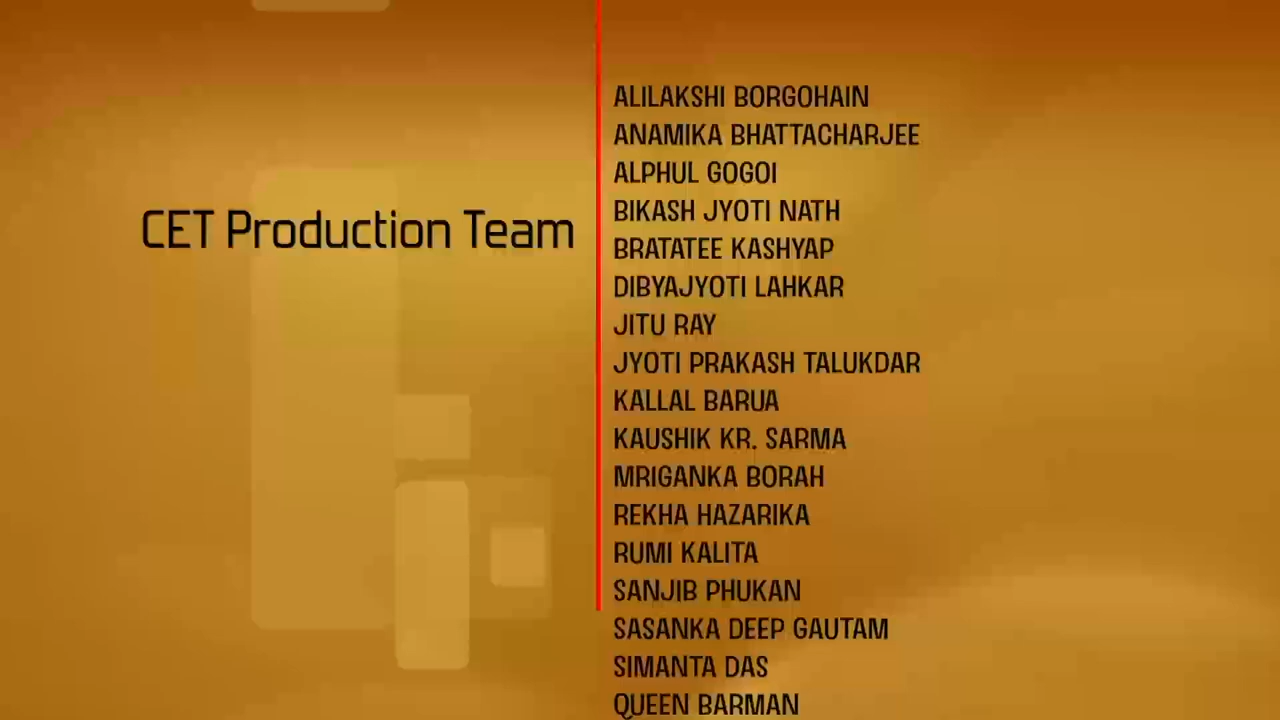 CET Production Team
ALILAKSHI BORGOHAIN
ANAMIKA BHATTACHARJEE
ALPHUL GOGOI
BIKASH JYOTI NATH
BRATATEE KASHYAP
DIBYAJYOTI LAHKAR
JITU RAY
JYOTI PRAKASH TALUKDAR
KALLAL BARUA
KAUSHIK KR. SARMA
MRIGANKA BORAH
REKHA HAZARIKA
RUMI KALITA
SANJIB PHUKAN
SASANKA DEEP GAUTAM
SIMANTA DAS
QUEEN BARMAN